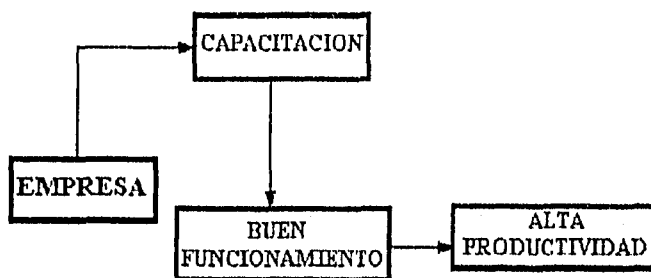 CAPACITACION
EMPRESA
BUEN
FUNCIONAMIENTO
ALTA
PRODUCTIVIDAD